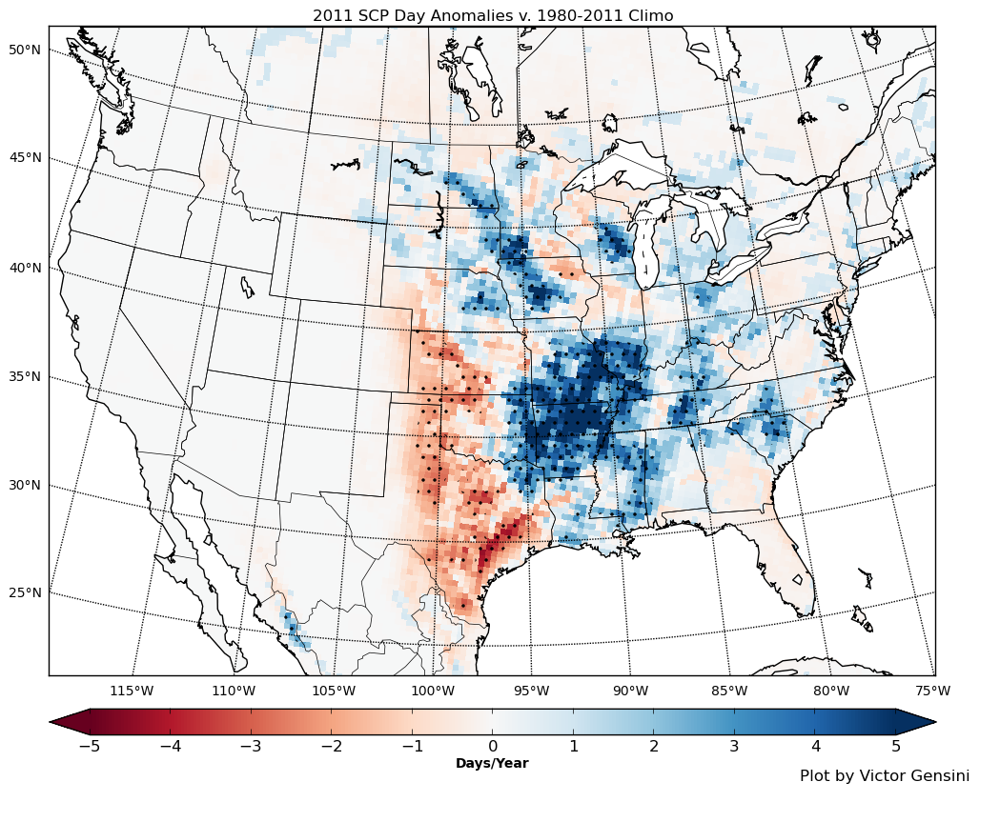 2011 SCP Day Anomalies v. 1980-2011 Climo
50°N
45°N
40°N
35°N
30°N
25°N
115°W 110°W 105°W 100°W 95°W 90°W 85°W 80°W 75°W
−5 −4 −3 −2 −1 0 1 2 3 4 5
Days/Year
Plot by Victor Gensini